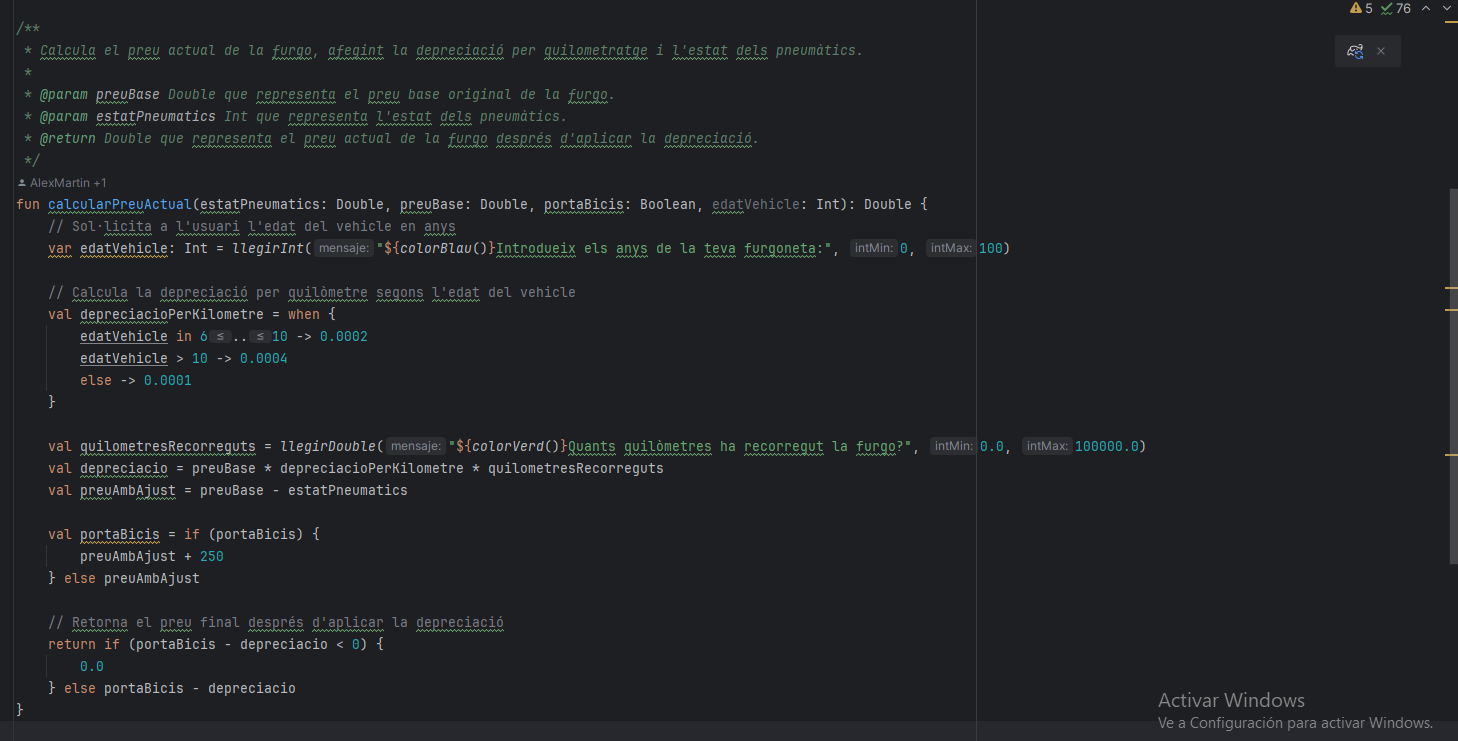 5 76
/**
* Calcula el preu actual de la furgo, afegint la depreciació per quilometratge i l'estat dels pneumàtics.
*
* @param preuBase Double que representa el preu base original de la furgo.
* @param estatPneumatics Int que representa l'estat dels pneumàtics.
* @return Double que representa el preu actual de la furgo després d'aplicar la depreciació.
*/
AlexMartin +1
fun calcularPreuActual(estatPneumatics: Double, preuBase: Double, portaBicis: Boolean, edatVehicle: Int): Double {
// Sol·licita a l'usuari l'edat del vehicle en anys
var edatVehicle: Int = llegirInt( mensaje: "${colorBlau()}Introdueix els anys de la teva furgoneta:", intMin: 0, intMax: 100)
// Calcula la depreciació per quilòmetre segons l'edat del vehicle
val depreciacioPerKilometre = when {
edatVehicle in 6 ≤ .. ≤ 10 -> 0.0002
edatVehicle > 10 -> 0.0004
else -> 0.0001
}
val quilometresRecorreguts = llegirDouble( mensaje: "${colorVerd()}Quants quilòmetres ha recorregut la furgo?", intMin: 0.0, intMax: 100000.0)
val depreciacio = preuBase * depreciacioPerKilometre * quilometresRecorreguts
val preuAmbAjust = preuBase - estatPneumatics
val portaBicis = if (portaBicis) {
preuAmbAjust + 250
} else preuAmbAjust
// Retorna el preu final després d'aplicar la depreciació
return if (portaBicis - depreciacio < 0) {
0.0
} else portaBicis - depreciacio
}
Activar Windows
Ve a Configuración para activar Windows.